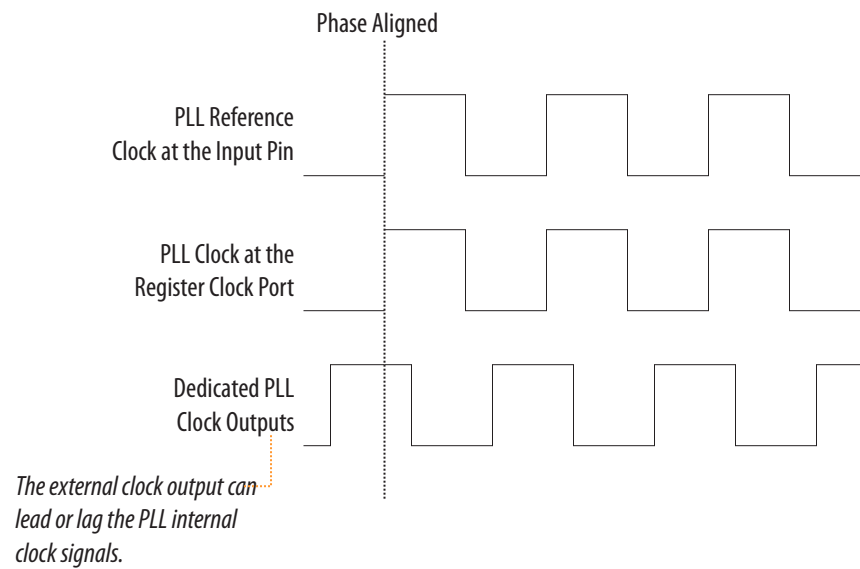 Phase Aligned
PLL Reference
Clock at the Input Pin
PLL Clock at the
Register Clock Port
Dedicated PLL
Clock Outputs
The external clock output can
lead or lag the PLL internal
clock signals.